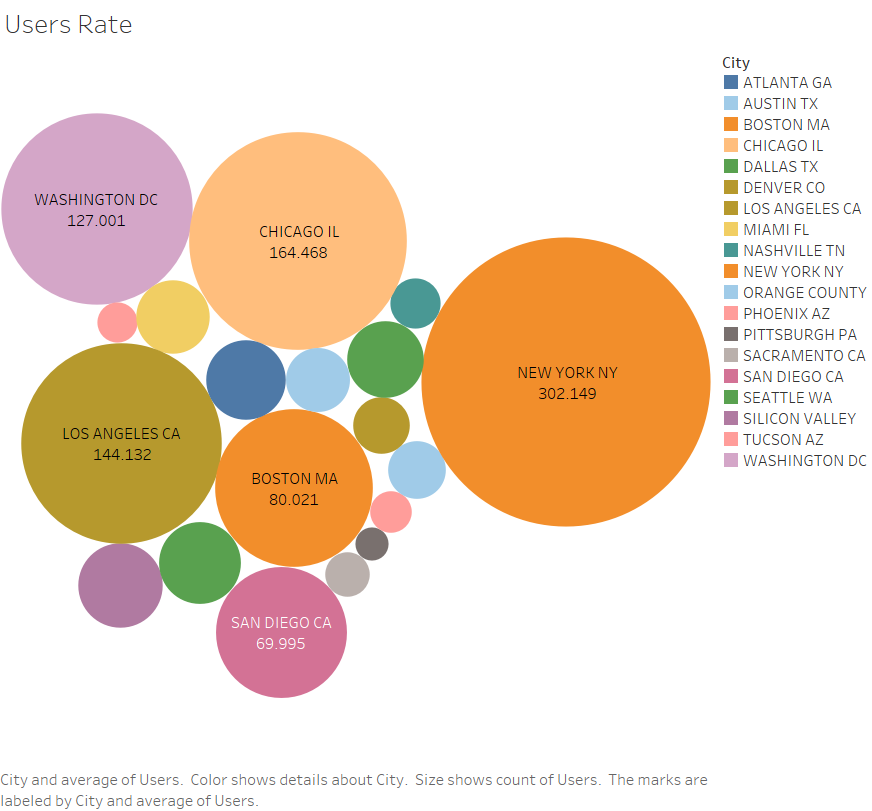 Users Rate
City
ATLANTA GA
AUSTIN TX
BOSTON MA
CHICAGO IL
DALLAS TX
DENVER CO
LOS ANGELES CA
MIAMI FL
NASHVILLE TN
NEW YORK NY
ORANGE COUNTY
PHOENIX AZ
PITTSBURGH PA
SACRAMENTO CA
SAN DIEGO CA
SEATTLE WA
SILICON VALLEY
TUCSON AZ
WASHINGTON DC
WASHINGTON DC
127.001
CHICAGO IL
164.468
NEW YORK NY
302.149
LOS ANGELES CA
144.132
BOSTON MA
80.021
SAN DIEGO CA
69.995
City and average of Users.  Color shows details about City.  Size shows count of Users.  The marks are
labeled by City and average of Users.